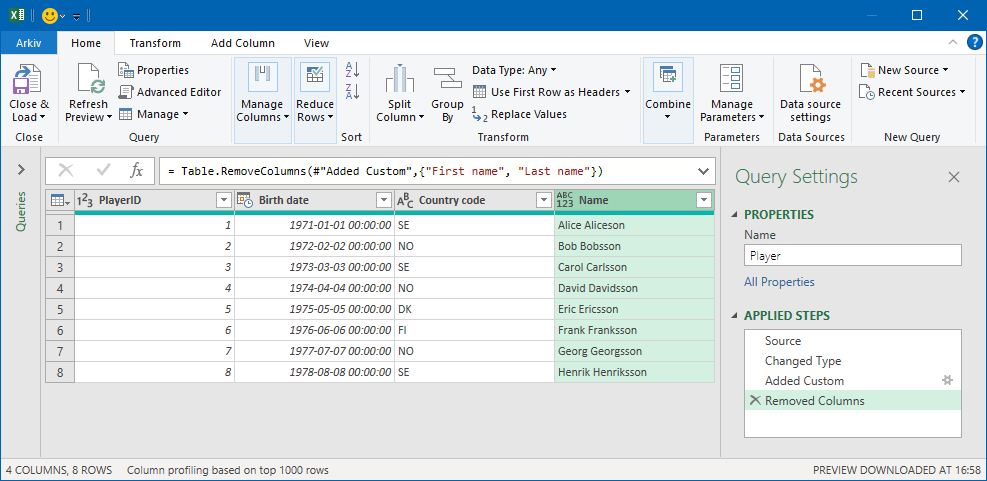 Arkiv Home Transform Add Column View
Close & Load
Close
Refresh Preview
Properties
Advanced Editor
Manage
Query
Manage Columns
Reduce Rows
A Z
Z A
Sort
Split Column
Group By
Data Type: Any
Use First Row as Headers
1 2 Replace Values
Transform
Combine
Manage Parameters
Parameters
Data source settings
Data Sources
New Source
Recent Sources
New Query
Queries
fx = Table.RemoveColumns(#"Added Custom",{"First name", "Last name"})
123 PlayerID Birth date ABC Country code ABC 123 Name
1 1 1971-01-01 00:00:00 SE Alice Aliceson
2 2 1972-02-02 00:00:00 NO Bob Bobsson
3 3 1973-03-03 00:00:00 SE Carol Carlsson
4 4 1974-04-04 00:00:00 NO David Davidsson
5 5 1975-05-05 00:00:00 DK Eric Ericsson
6 6 1976-06-06 00:00:00 FI Frank Franksson
7 7 1977-07-07 00:00:00 NO Georg Georgsson
8 8 1978-08-08 00:00:00 SE Henrik Henriksson
Query Settings
PROPERTIES
Name
Player
All Properties
APPLIED STEPS
Source
Changed Type
Added Custom
Removed Columns
4 COLUMNS, 8 ROWS Column profiling based on top 1000 rows PREVIEW DOWNLOADED AT 16:58